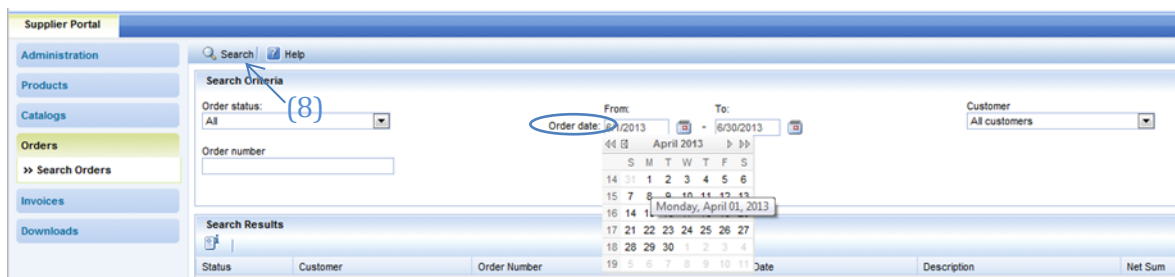 Supplier Portal
Administration
Products
Catalogs
Orders
>> Search Orders
Invoices
Downloads
Search Help
Search Criteria
(8)
Order status:
All
Order number
From: To:
Order date: 6/1/2013 - 6/30/2013
Customer
All customers
April 2013
S M T W T F S
14 31 1 2 3 4 5 6
15 7 8 9 10 11 12 13
Monday, April 01, 2013
16 14
17 21 22 23 24 25 26 27
18 28 29 30 1 2 3 4
19 5 6 7 8 9 10 11
Search Results
Status Customer Order Number Date Description Net Sum